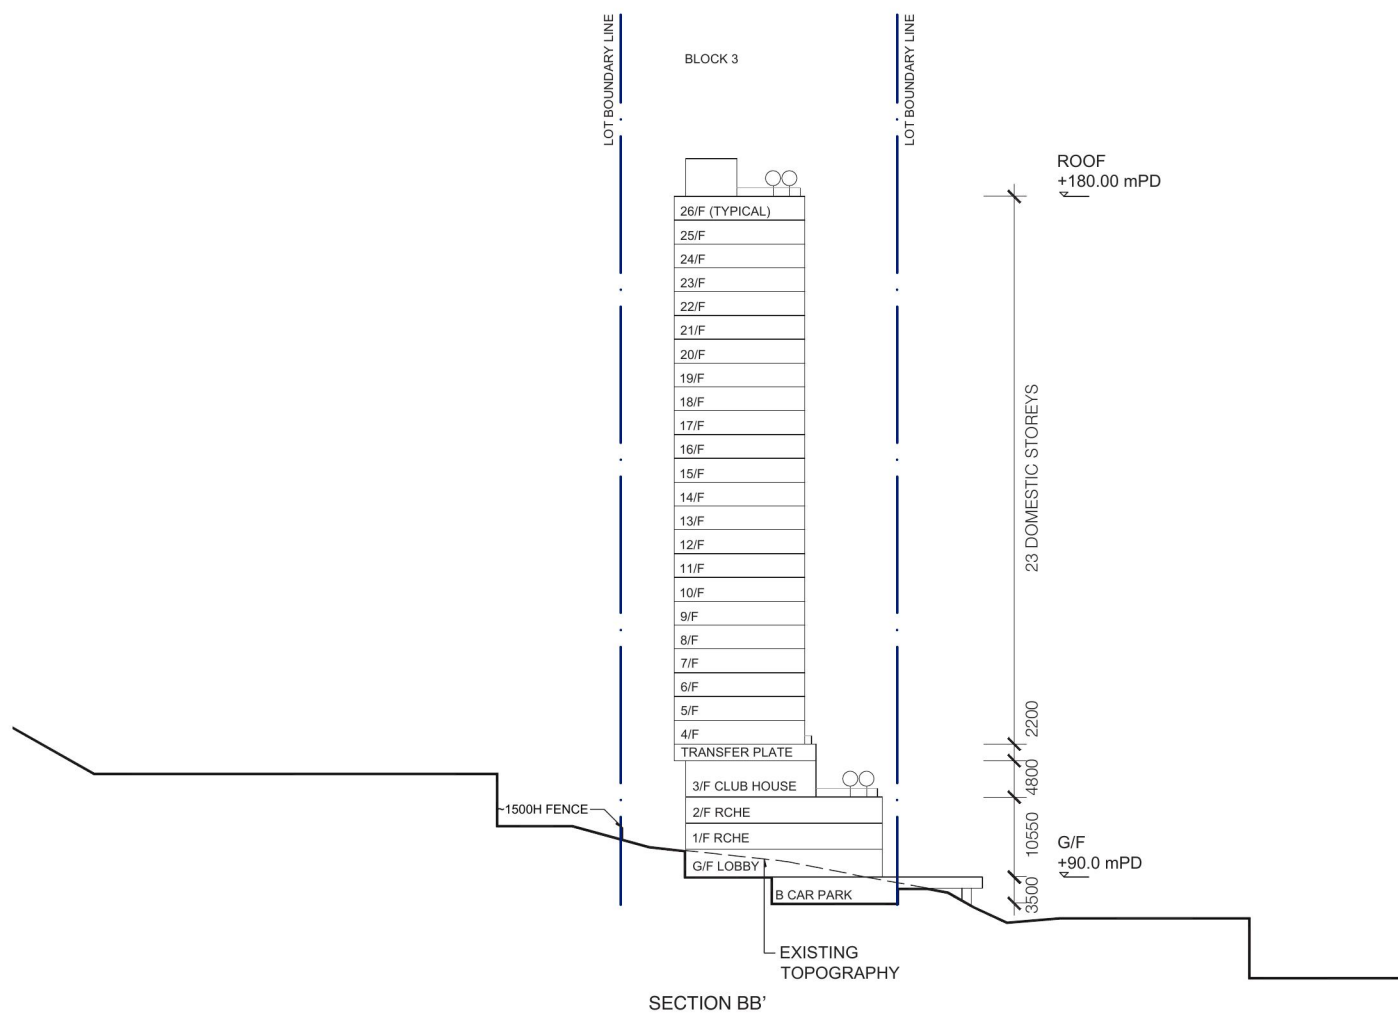 LOT BOUNDARY LINE
BLOCK 3
LOT BOUNDARY LINE
ROOF
+180.00 mPD
26/F (TYPICAL)
25/F
24/F
23/F
22/F
21/F
20/F
19/F
18/F
17/F
16/F
15/F
14/F
13/F
12/F
11/F
10/F
9/F
8/F
7/F
6/F
5/F
4/F
TRANSFER PLATE
3/F CLUB HOUSE
2/F RCHE
1/F RCHE
G/F LOBBY
B CAR PARK
23 DOMESTIC STOREYS
2200
4800
10550
3500
G/F
+90.0 mPD
~1500H FENCE
EXISTING
TOPOGRAPHY
SECTION BB'